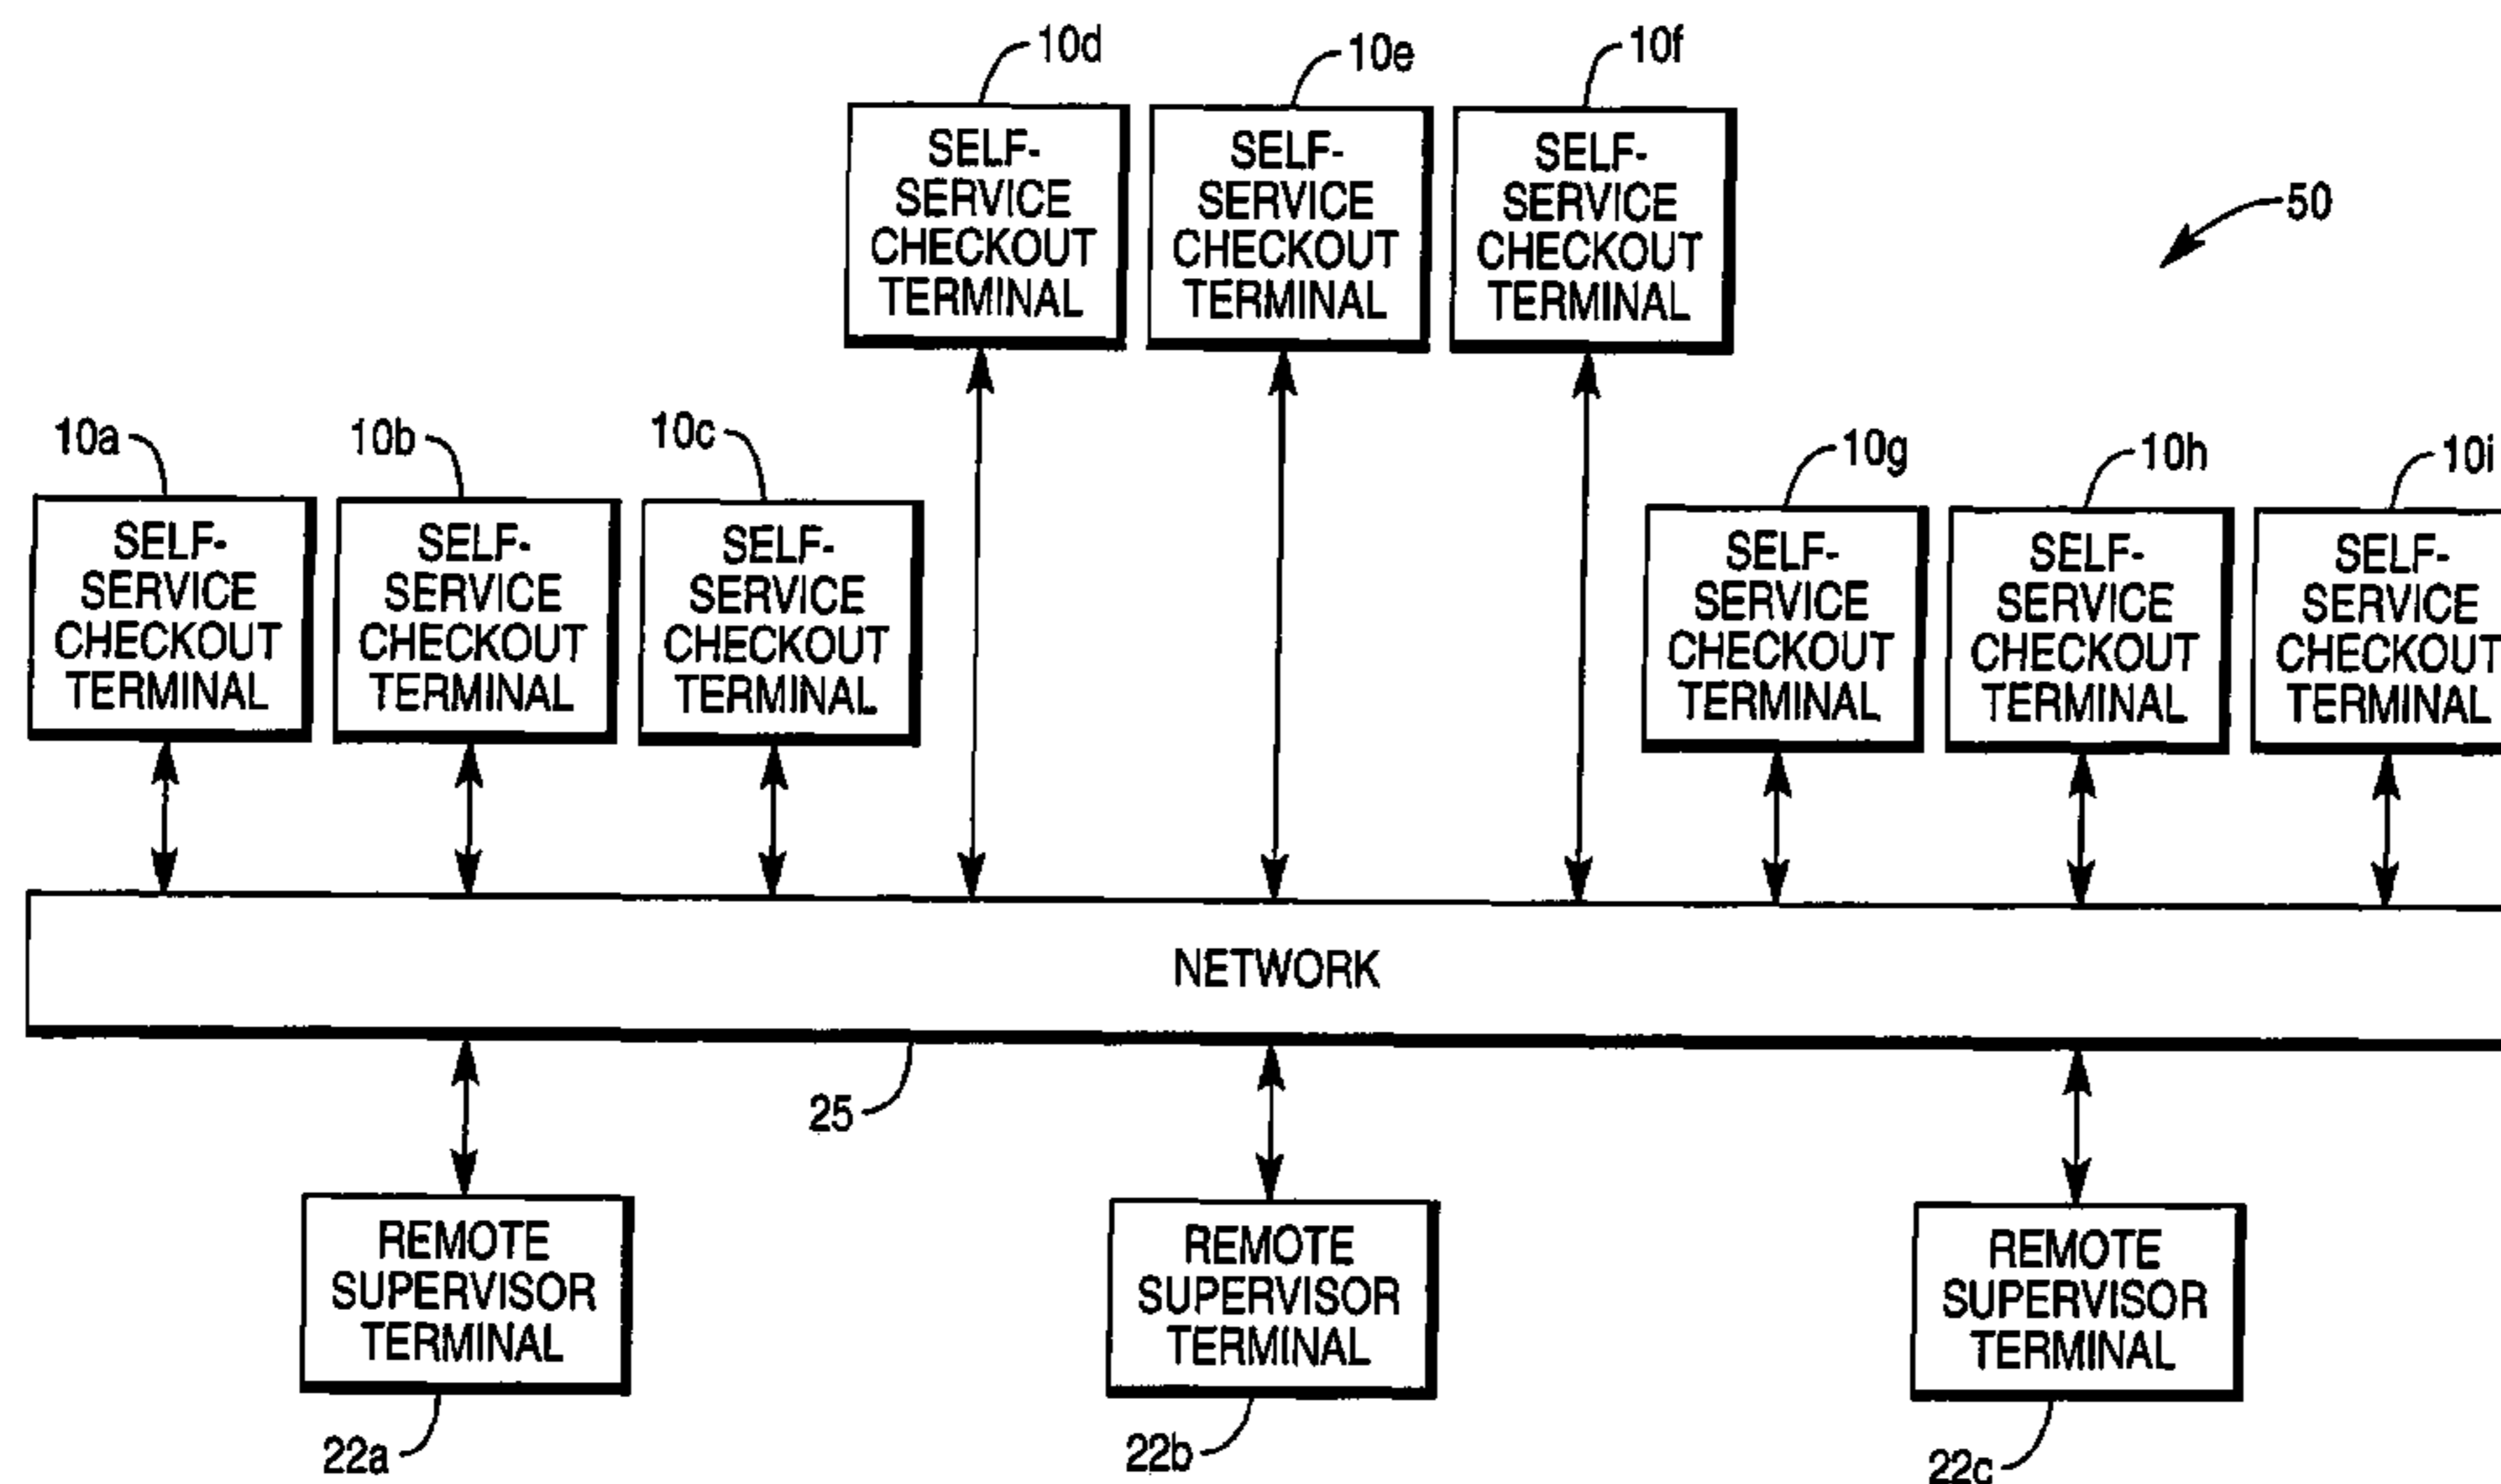 10d
10e
10f
SELF-
SERVICE
CHECKOUT
TERMINAL
SELF-
SERVICE
CHECKOUT
TERMINAL
SELF-
SERVICE
CHECKOUT
TERMINAL
50
10a
10b
10c
10g
10h
10i
SELF-
SERVICE
CHECKOUT
TERMINAL
SELF-
SERVICE
CHECKOUT
TERMINAL
SELF-
SERVICE
CHECKOUT
TERMINAL
SELF-
SERVICE
CHECKOUT
TERMINAL
SELF-
SERVICE
CHECKOUT
TERMINAL
SELF-
SERVICE
CHECKOUT
TERMINAL
NETWORK
25
REMOTE
SUPERVISOR
TERMINAL
REMOTE
SUPERVISOR
TERMINAL
REMOTE
SUPERVISOR
TERMINAL
22a
22b
22c